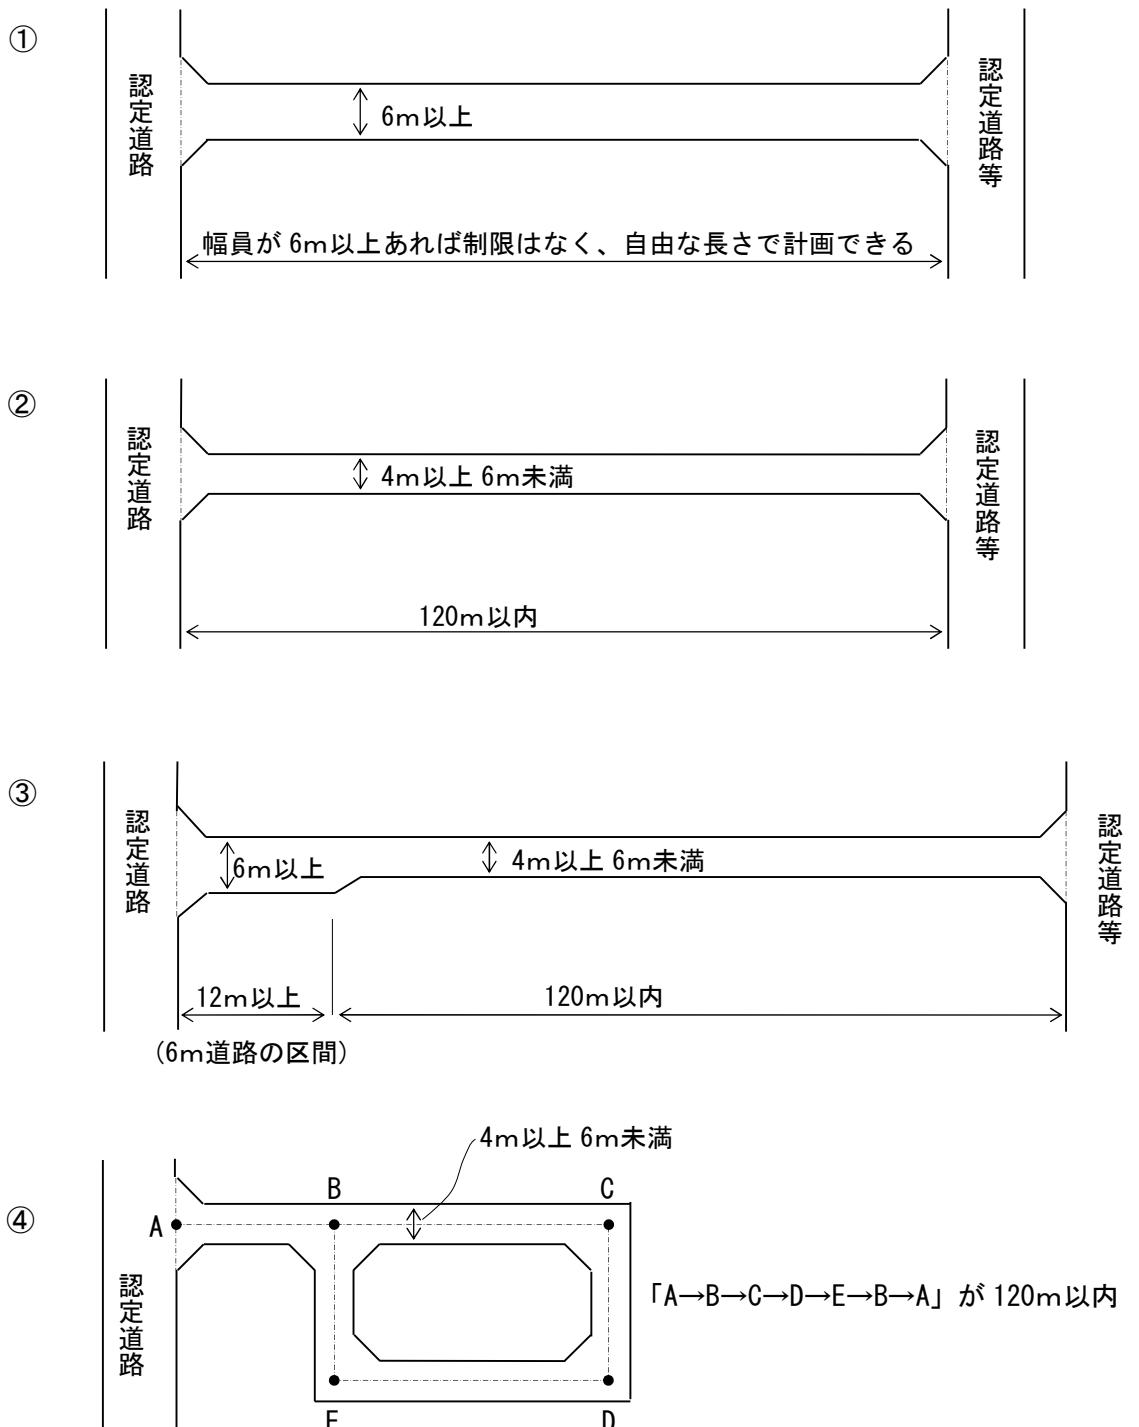 ①
認定道路
6m以上
認定道路等
幅員が 6m以上あれば制限はなく、自由な長さで計画できる
②
認定道路
4m以上 6m未満
認定道路等
120m以内
③
認定道路
6m以上
4m以上 6m未満
認定道路等
12m以上
120m以内
(6m道路の区間)
4m以上 6m未満
④
B
C
A
認定道路
「A→B→C→D→E→B→A」が 120m以内
E
D